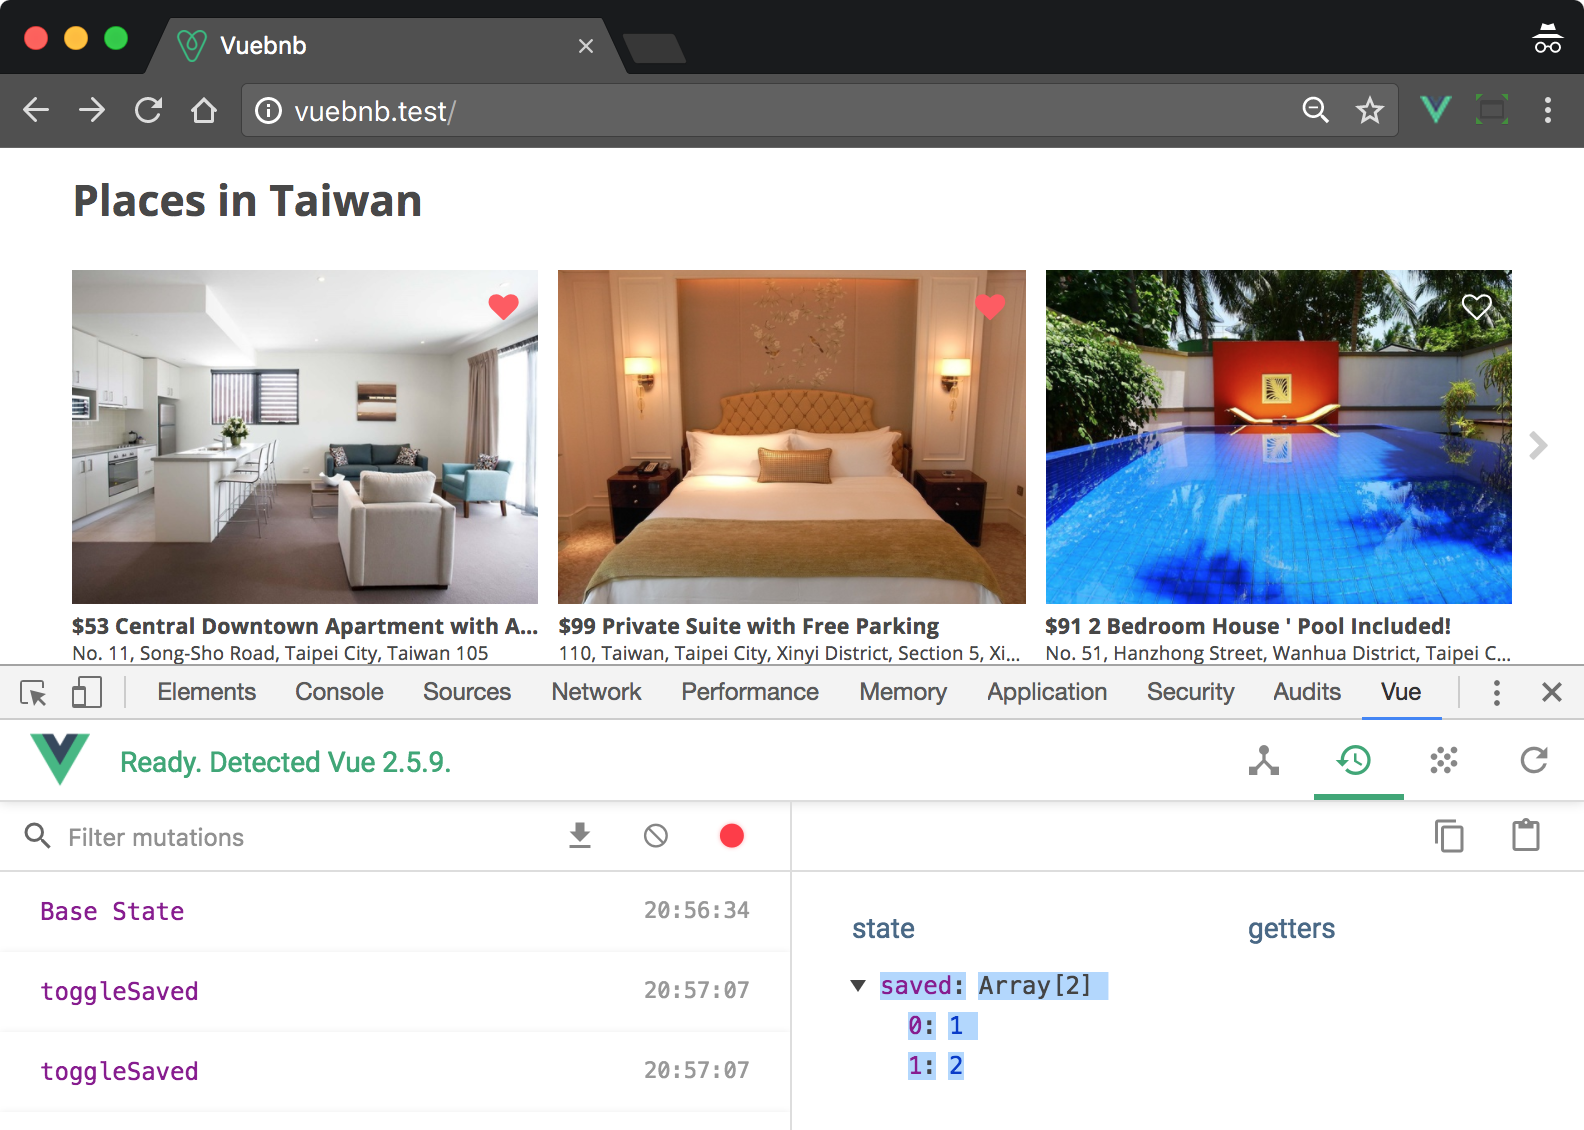 Vuebnb
vuebnb.test/
Places in Taiwan
$53 Central Downtown Apartment with A...
No. 11, Song-Sho Road, Taipei City, Taiwan 105
$99 Private Suite with Free Parking
110, Taiwan, Taipei City, Xinyi District, Section 5, Xi...
$91 2 Bedroom House ' Pool Included!
No. 51, Hanzhong Street, Wanhua District, Taipei C...
Elements Console Sources Network Performance Memory Application Security Audits Vue
Ready. Detected Vue 2.5.9.
Filter mutations
Base State 20:56:34
toggleSaved 20:57:07
toggleSaved 20:57:07
state getters
saved: Array[2]
0: 1
1: 2